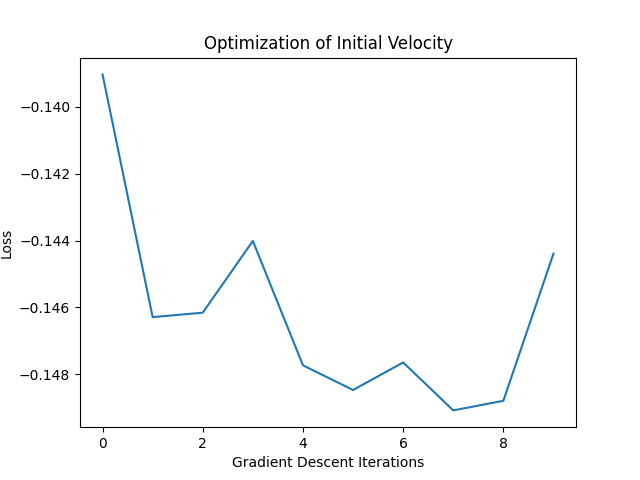 Optimization of Initial Velocity
−0.140
−0.142
−0.144
−0.146
−0.148
Loss
0 2 4 6 8
Gradient Descent Iterations